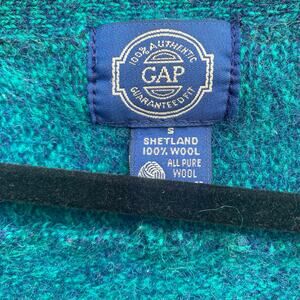 100% AUTHENTIC
GAP
GUARANTEED FIT
S
SHETLAND
100% WOOL
ALL PURE
WOOL